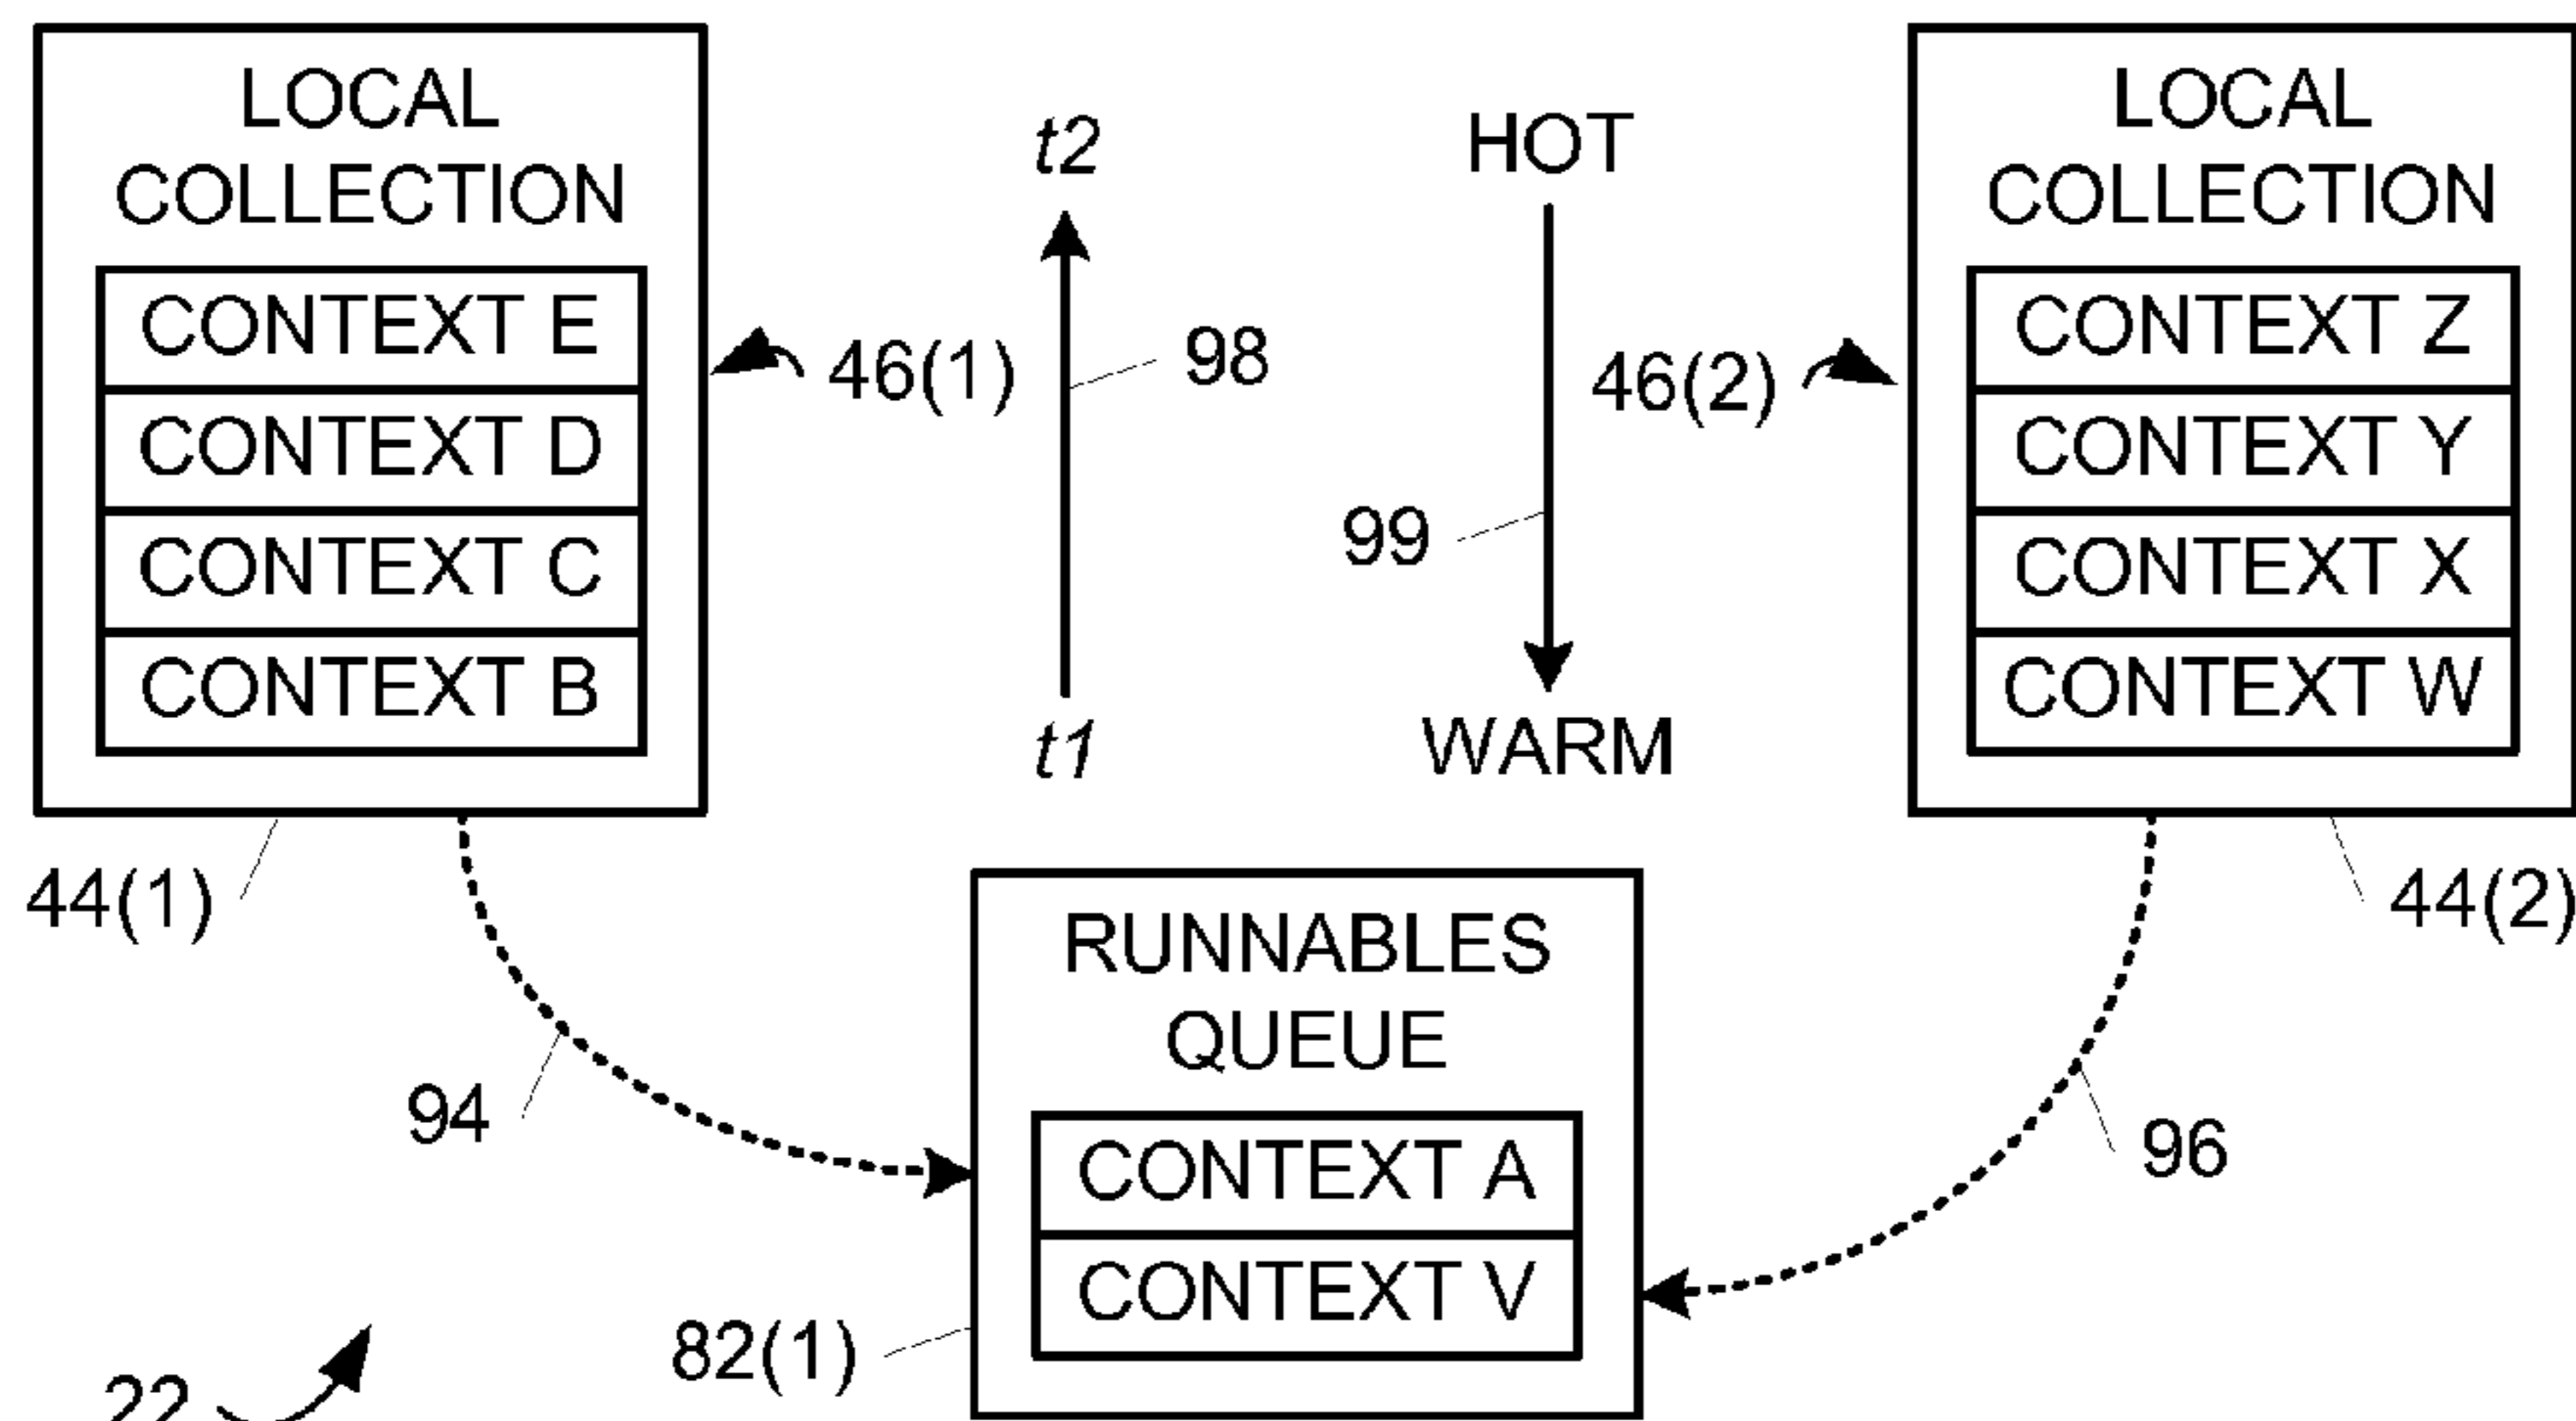 LOCAL
COLLECTION
CONTEXT E
CONTEXT D
CONTEXT C
CONTEXT B
46(1)
44(1)
t2
t1
98
HOT
WARM
99
46(2)
LOCAL
COLLECTION
CONTEXT Z
CONTEXT Y
CONTEXT X
CONTEXT W
44(2)
94
RUNNABLES
QUEUE
CONTEXT A
CONTEXT V
82(1)
96
22